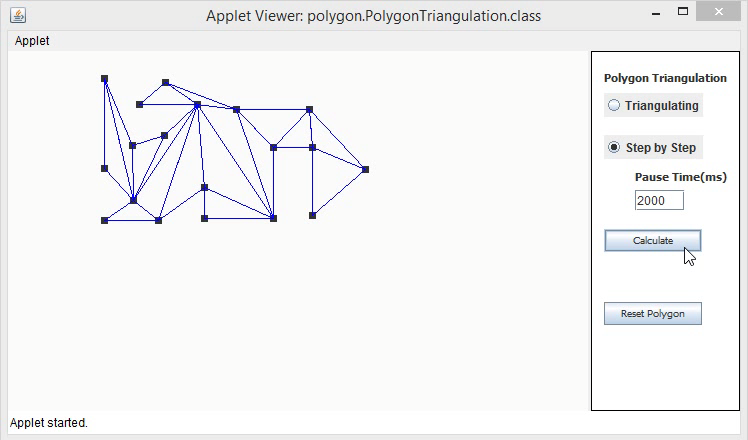 Applet Viewer: polygon.PolygonTriangulation.class
Applet
Polygon Triangulation
Triangulating
Step by Step
Pause Time(ms)
2000
Calculate
Reset Polygon
Applet started.